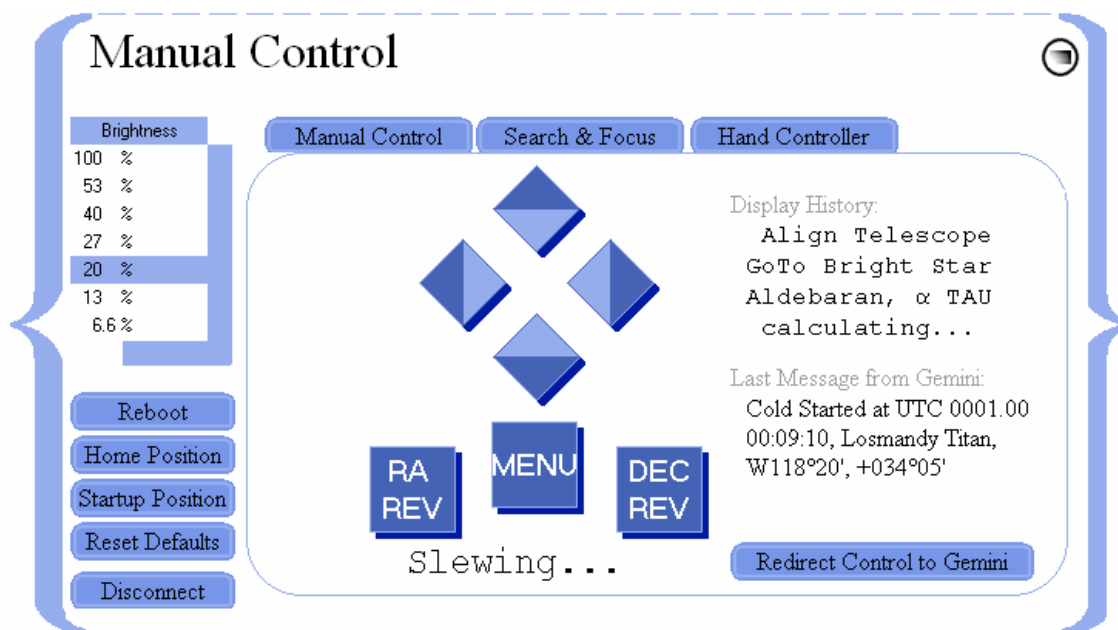 Manual Control
Brightness
100 %
53 %
40 %
27 %
20 %
13 %
6.6 %
Reboot
Home Position
Startup Position
Reset Defaults
Disconnect
Manual Control
Search & Focus
Hand Controller
RA
REV
MENU
DEC
REV
Slewing...
Display History:
Align Telescope
GoTo Bright Star
Aldebaran, α TAU
calculating...
Last Message from Gemini:
Cold Started at UTC 0001.00
00:09:10, Losmandy Titan,
W118°20', +034°05'
Redirect Control to Gemini